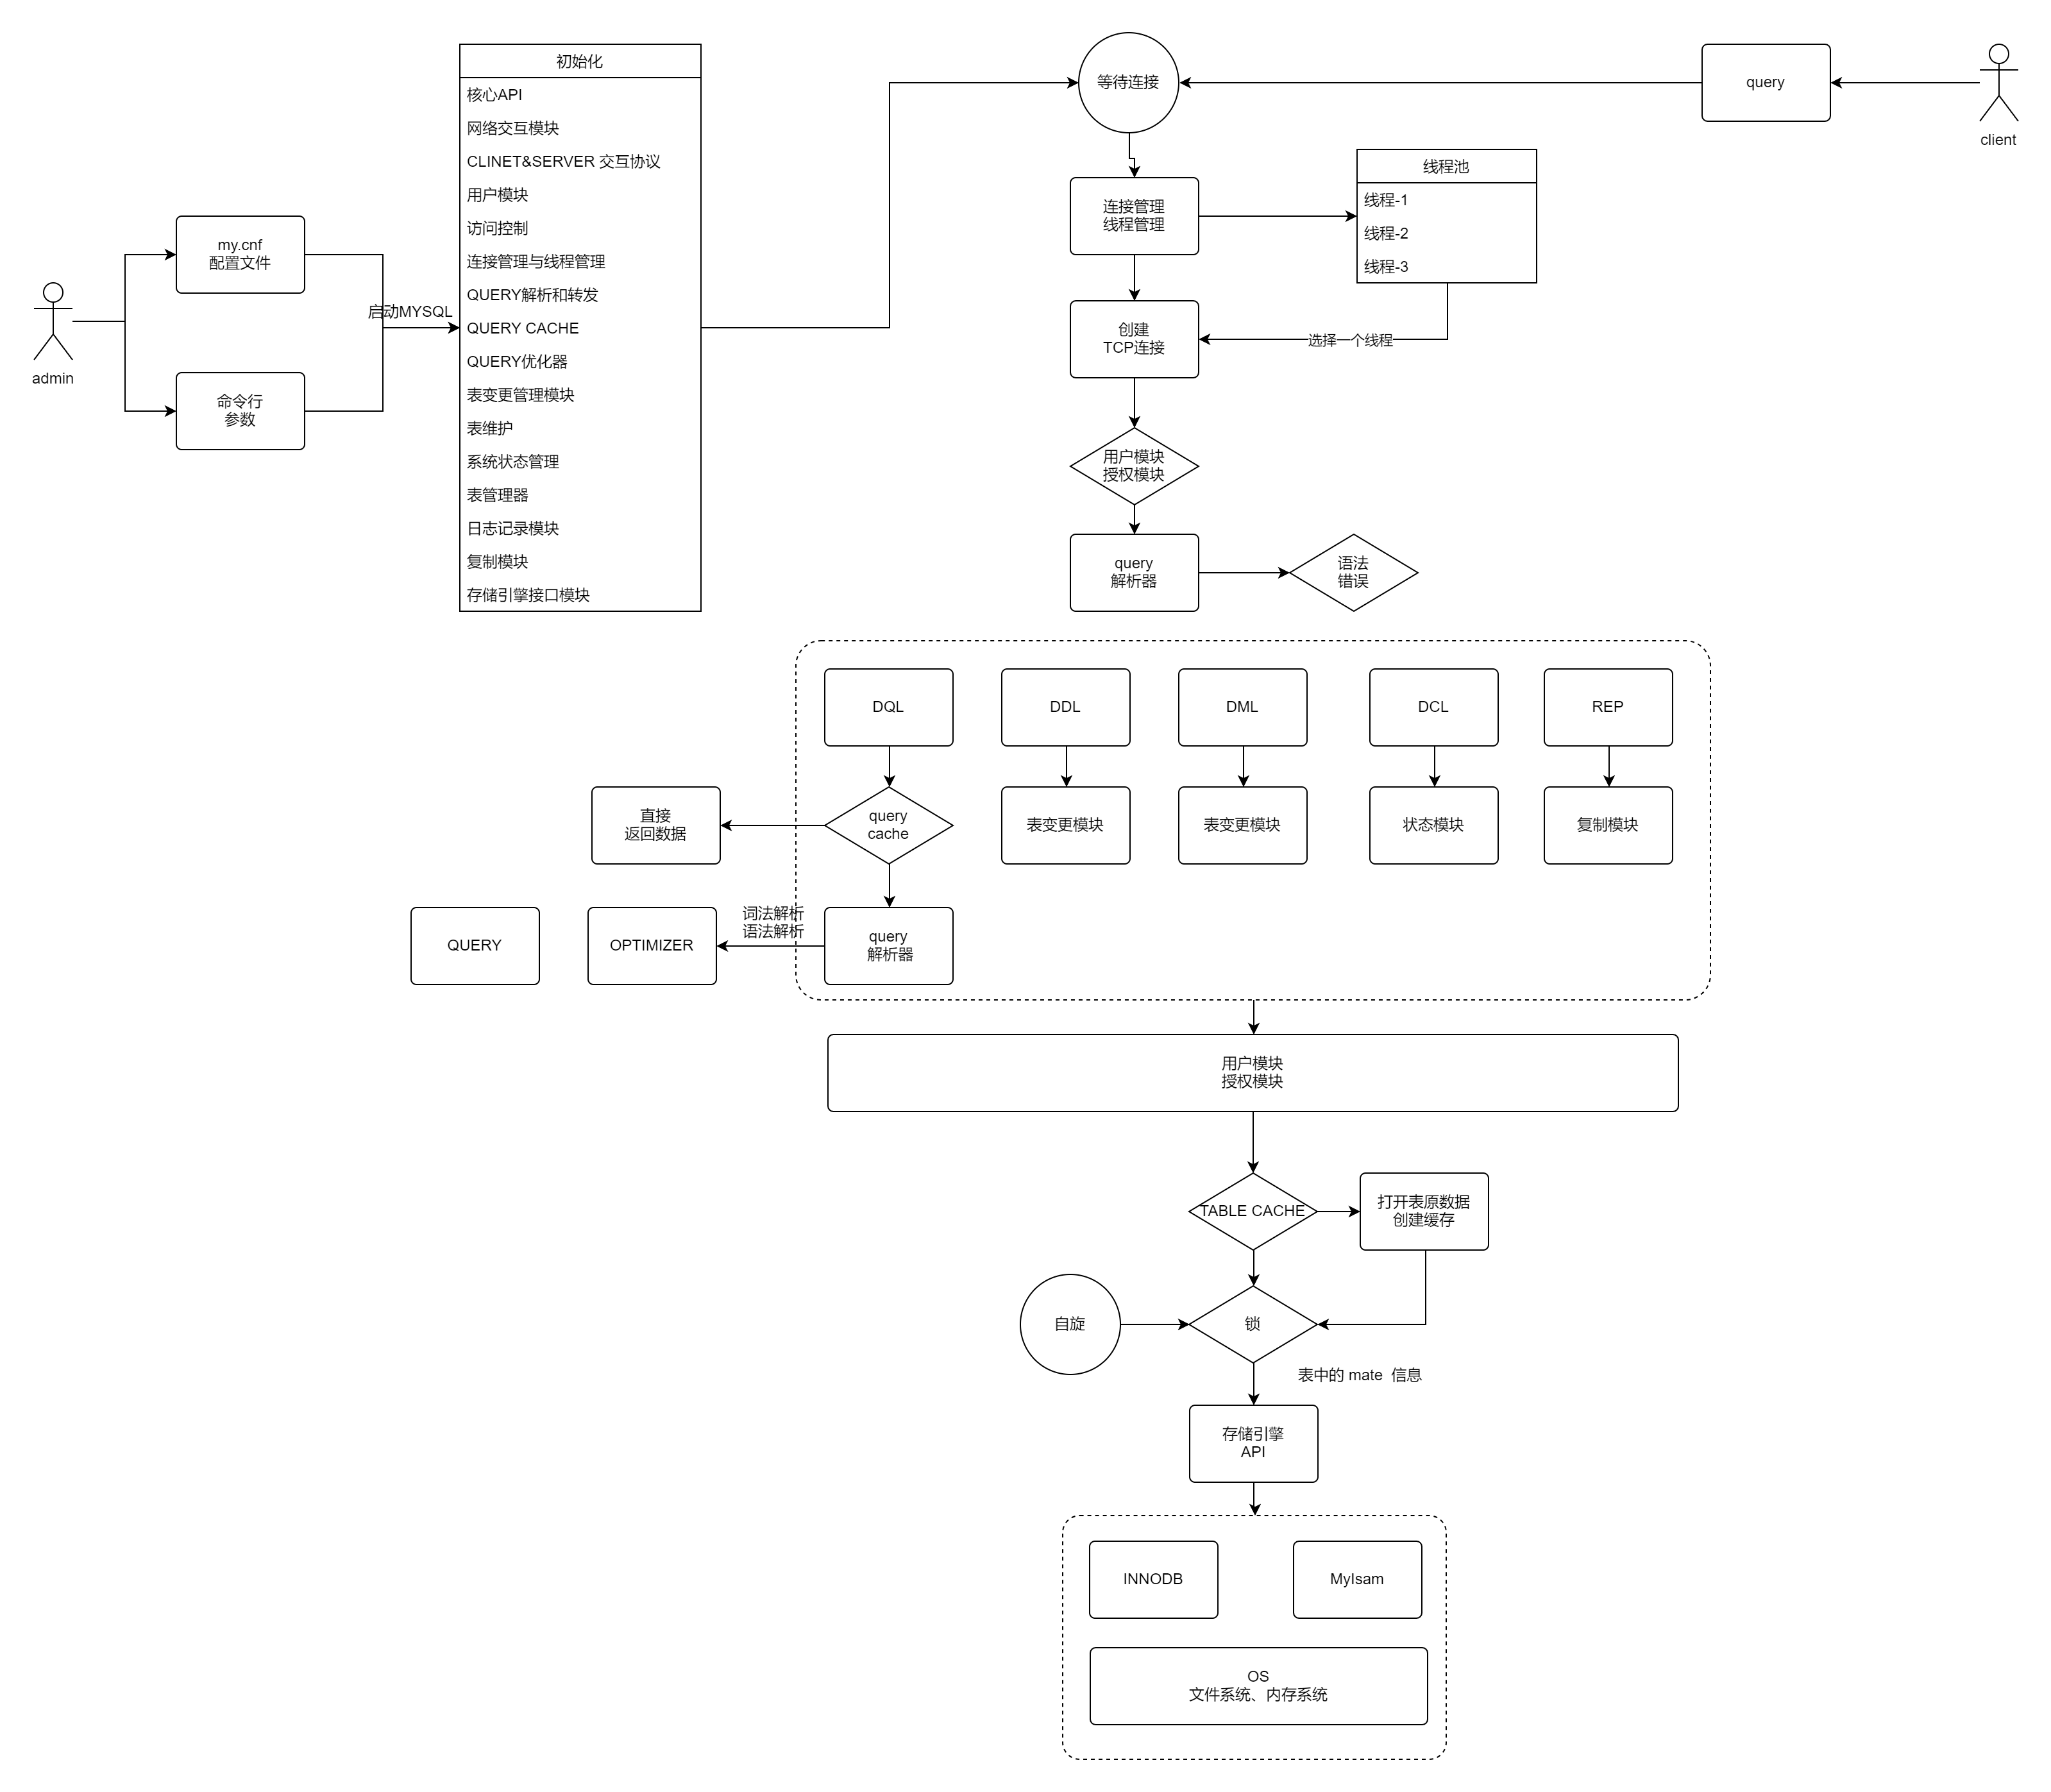 初始化
核心API
网络交互模块
CLINET&SERVER 交互协议
用户模块
访问控制
连接管理与线程管理
QUERY解析和转发
QUERY CACHE
QUERY优化器
表变更管理模块
表维护
系统状态管理
表管理器
日志记录模块
复制模块
存储引擎接口模块
my.cnf
配置文件
启动MYSQL
admin
命令行
参数
等待连接
query
client
连接管理
线程管理
线程池
线程-1
线程-2
线程-3
创建
TCP连接
选择一个线程
用户模块
授权模块
query
解析器
语法
错误
DQL
DDL
DML
DCL
REP
直接
返回数据
query
cache
表变更模块
表变更模块
状态模块
复制模块
QUERY
OPTIMIZER
词法解析
语法解析
query
解析器
用户模块
授权模块
TABLE CACHE
打开表原数据
创建缓存
自旋
锁
表中的 mate 信息
存储引擎
API
INNODB
MyIsam
OS
文件系统、内存系统